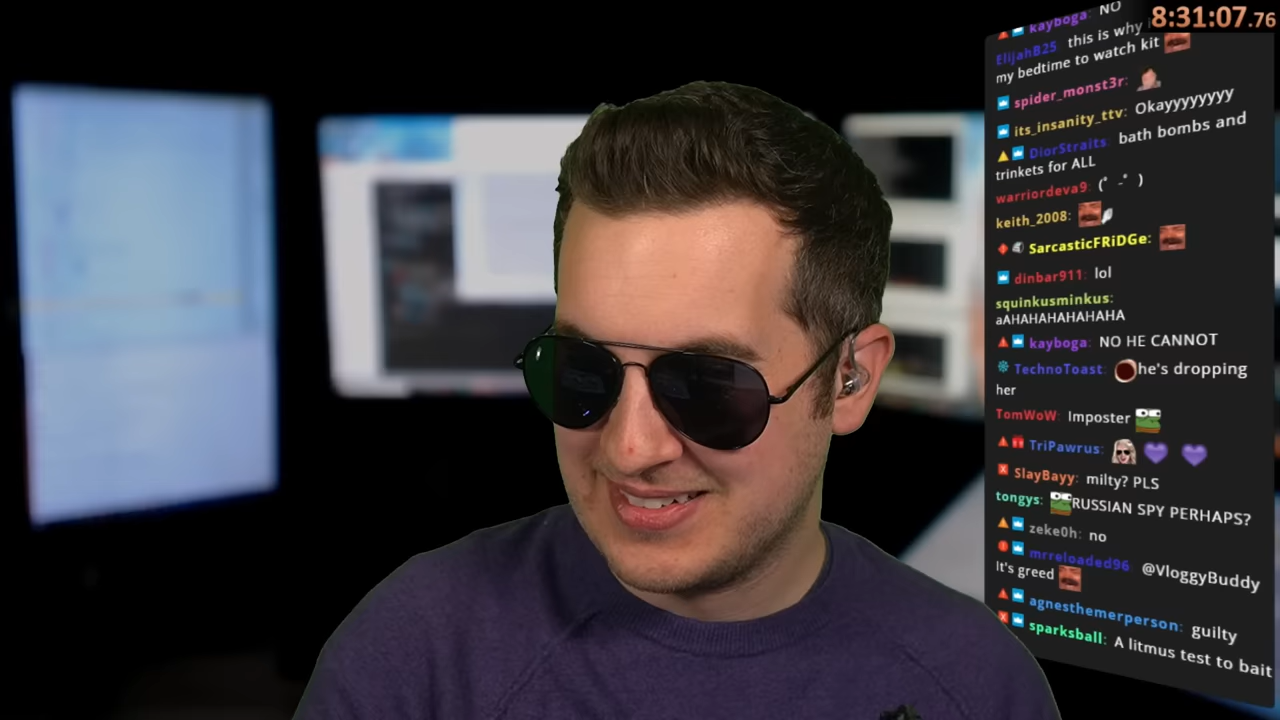 8:31:07.76
kayboga: NO
ElijahB25 this is why
my bedtime to watch kit
spider_monst3r:
its_insanity_ttv: Okayyyyyyyy
DiorStraits: bath bombs and
trinkets for ALL
warriordeva9: (˚ -˚ )
keith_2008:
SarcasticFRiDGe:
dinbar911: lol
squinkusminkus:
aAHAHAHAHAHAHA
kayboga: NO HE CANNOT
TechnoToast: he's dropping
her
TomWoW: Imposter
TriPawrus:
SlayBayy: milty? PLS
tongys: RUSSIAN SPY PERHAPS?
zeke0h: no
mrreloaded96 @VloggyBuddy
It's greed
agnesthemerperson: guilty
sparksball: A litmus test to bait